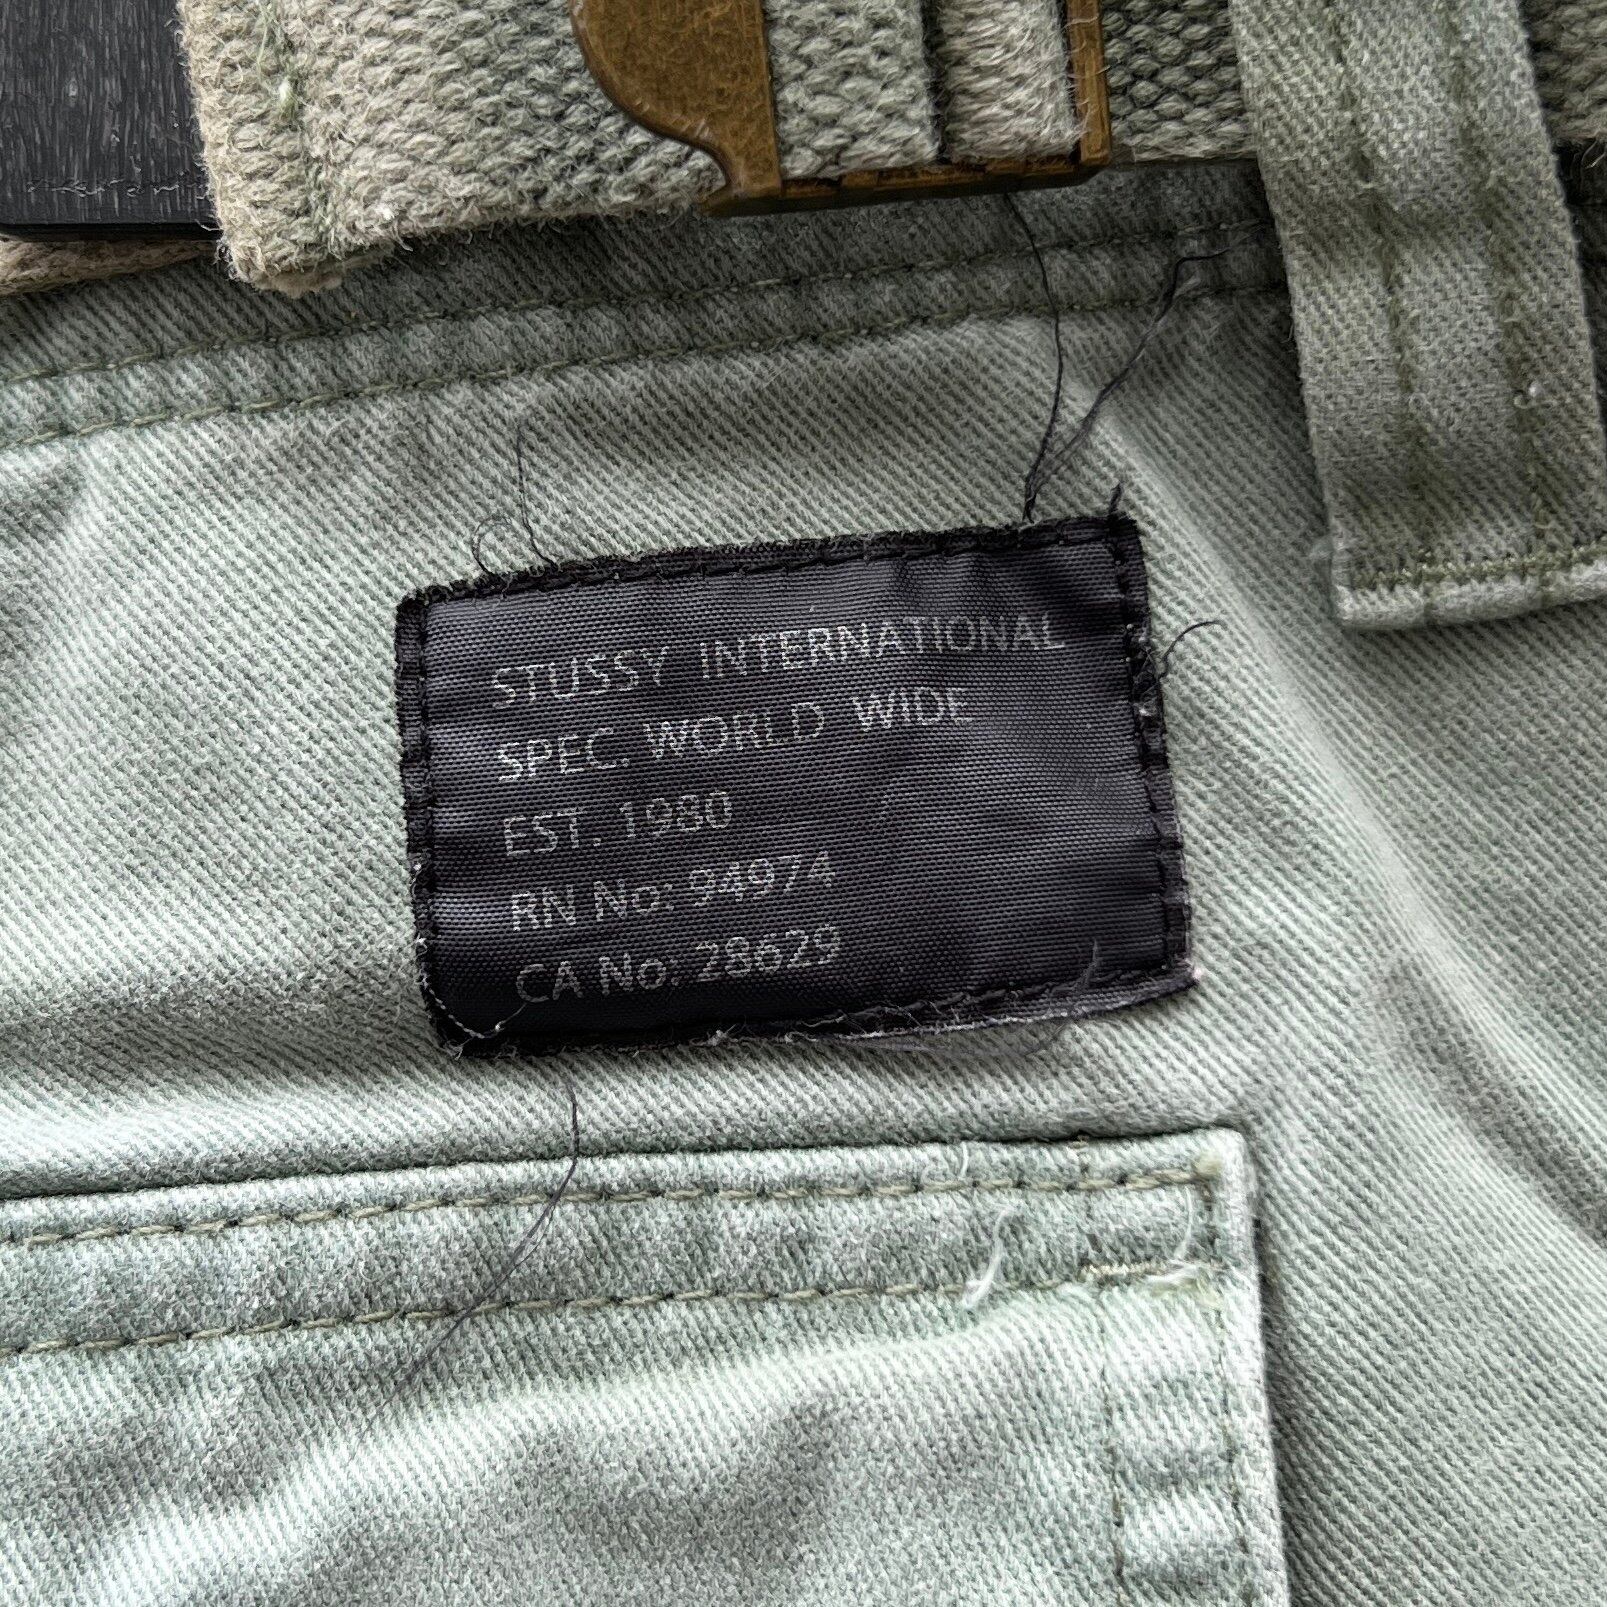 STUSSY INTERNATIONAL
SPEC. WORLD WIDE
EST. 1980
RN No: 94974
CA No: 28629